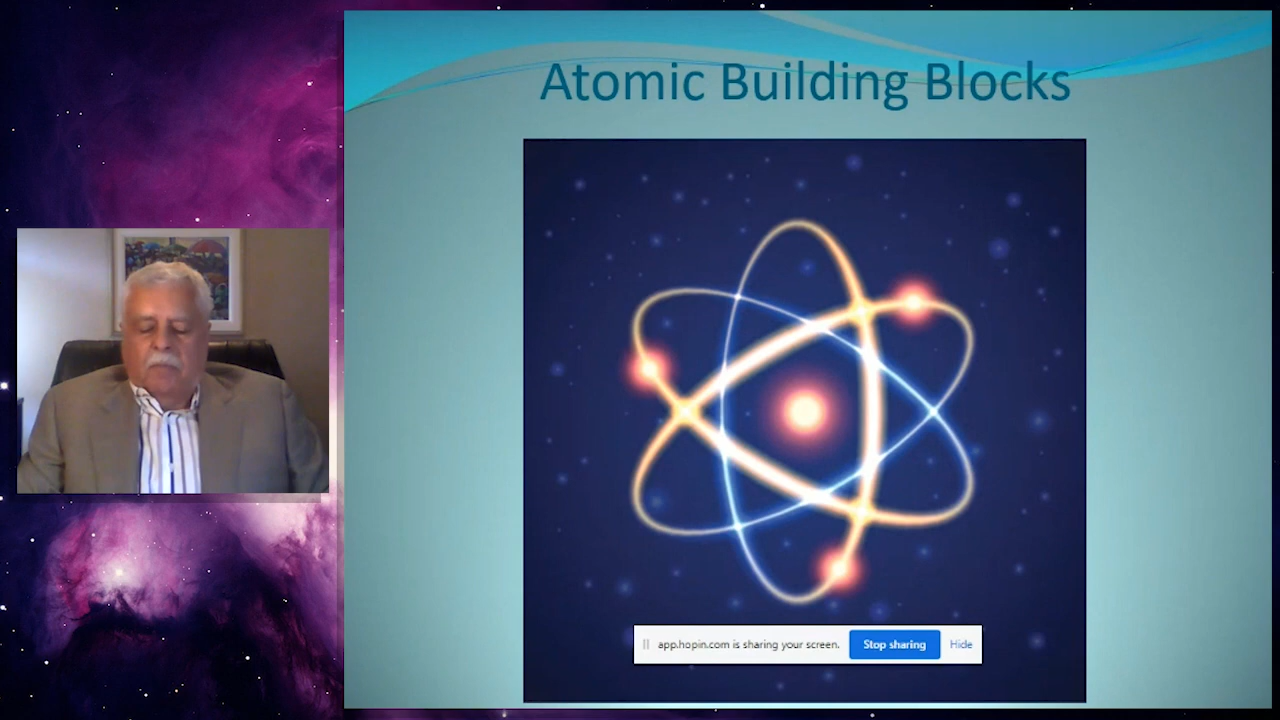 Atomic Building Blocks
app.hopin.com is sharing your screen. Stop sharing Hide